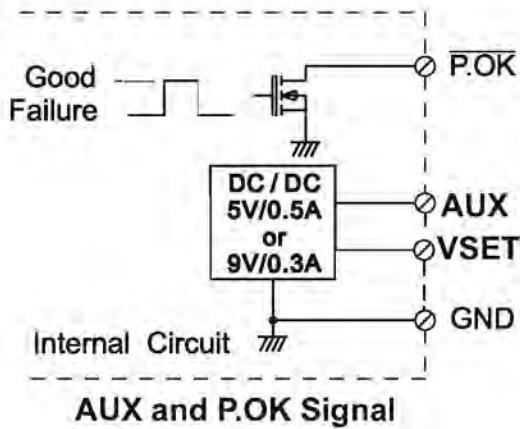 P.OK
Good
Failure
DC / DC
5V/0.5A
or
9V/0.3A
AUX
VSET
GND
Internal Circuit
AUX and P.OK Signal